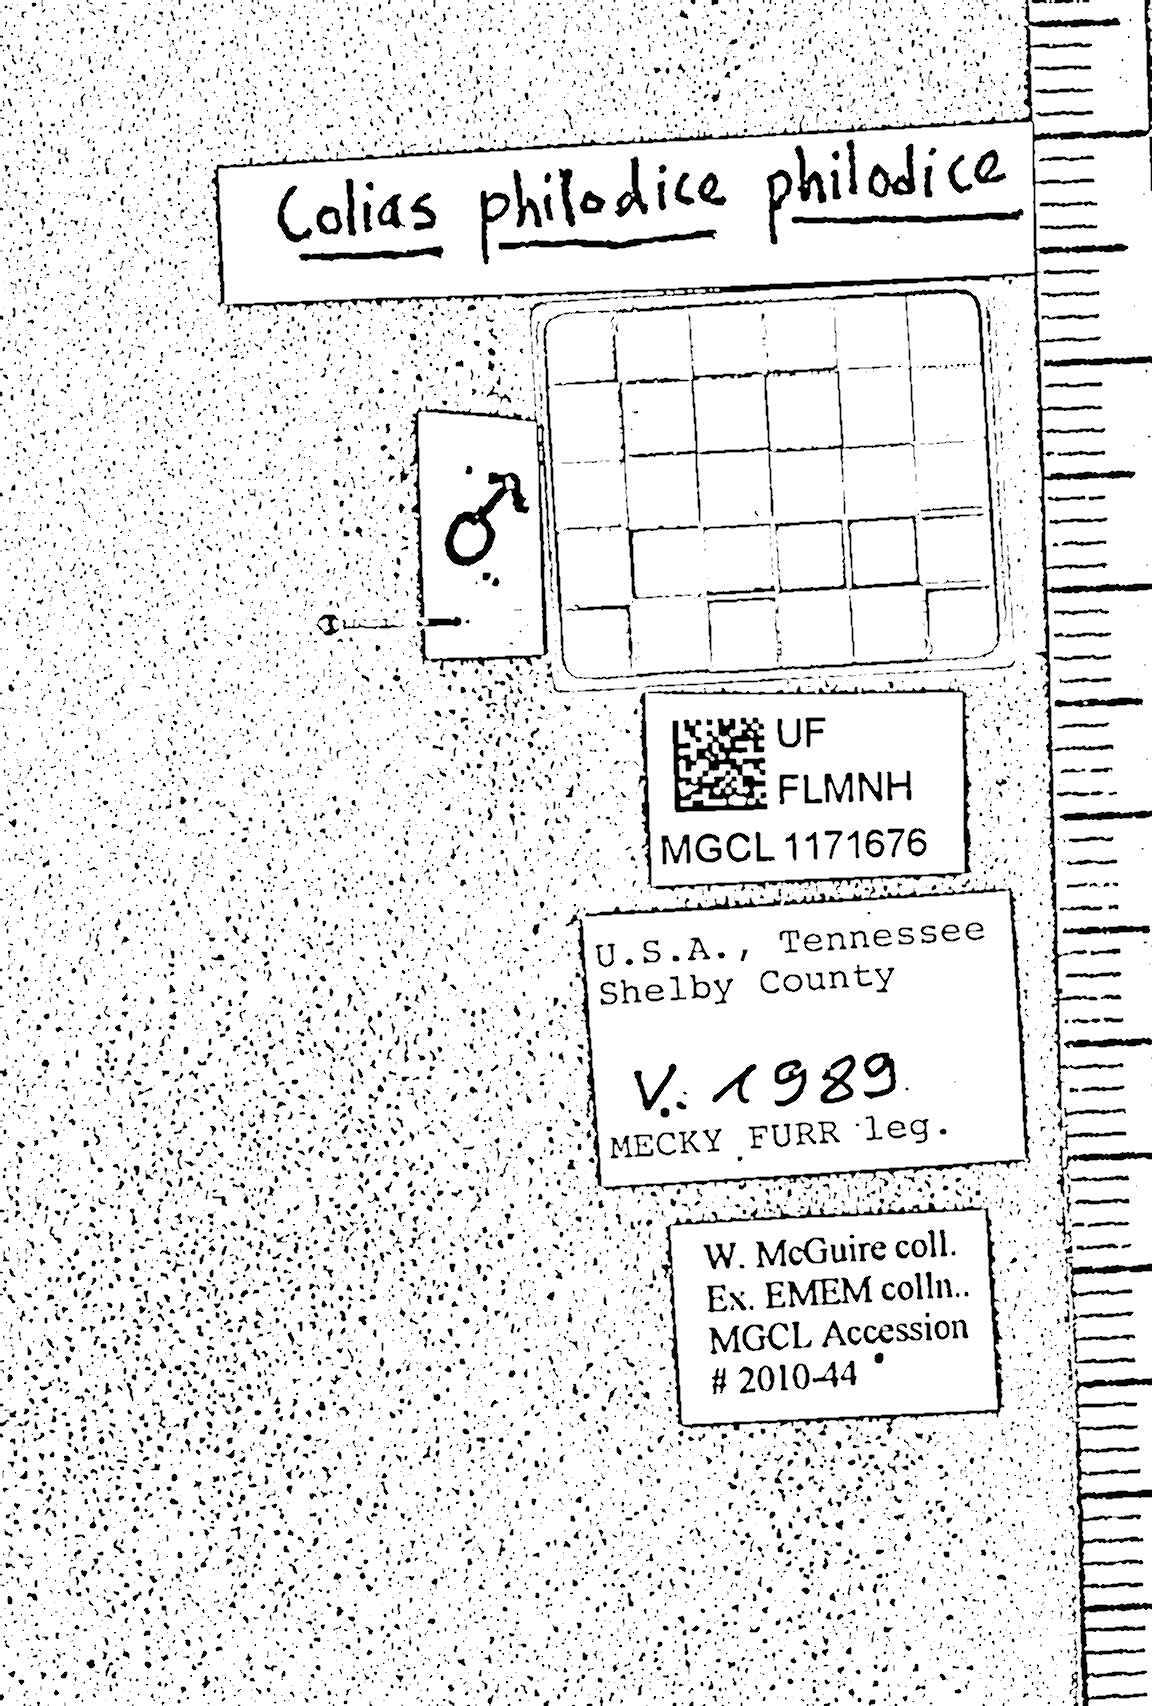 Colias philodice philodice
♂
UF
FLMNH
MGCL 1171676
U.S.A., Tennessee
Shelby County
V. 1989
MECKY FURR leg.
W. McGuire coll.
Ex. EMEM colln..
MGCL Accession
# 2010-44